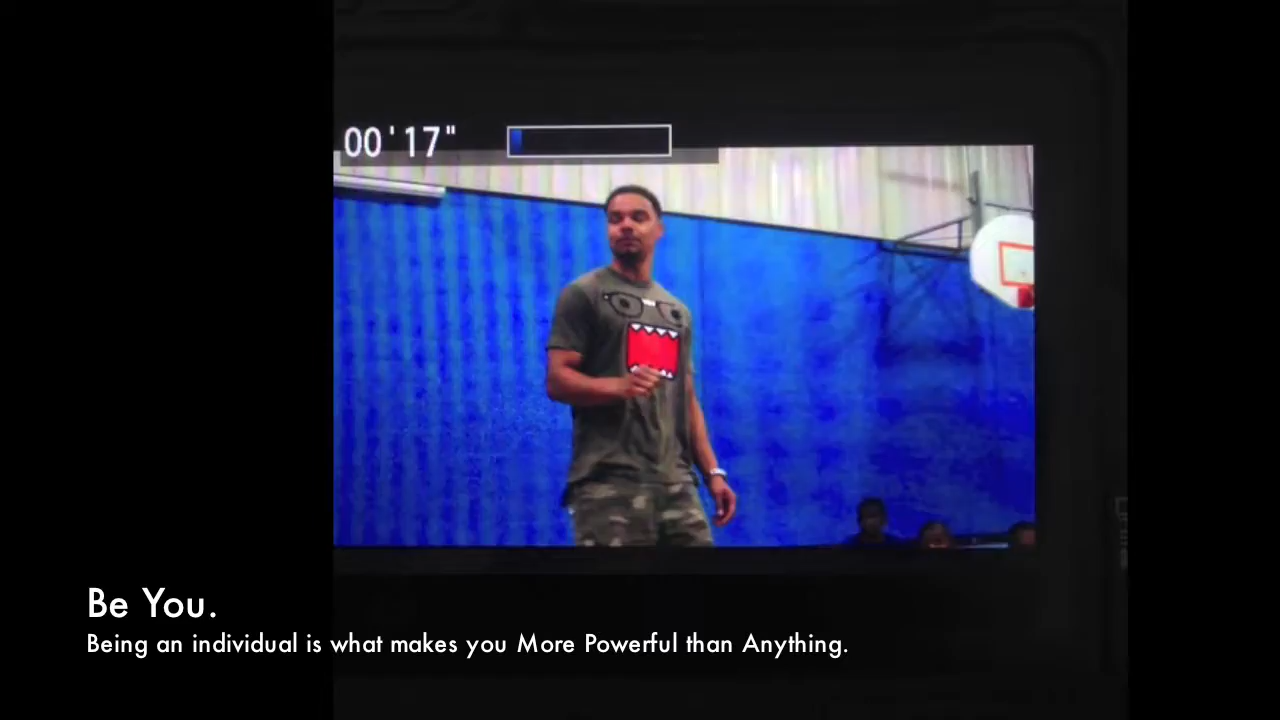 00'17"
Be You.
Being an individual is what makes you More Powerful than Anything.